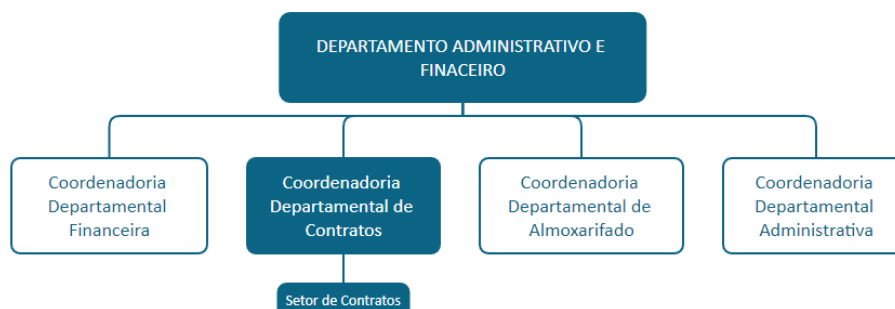 DEPARTAMENTO ADMINISTRATIVO E
FINACEIRO
Coordenadoria
Departamental
Financeira
Coordenadoria
Departamental de
Contratos
Coordenadoria
Departamental de
Almoxarifado
Coordenadoria
Departamental
Administrativa
Setor de Contratos